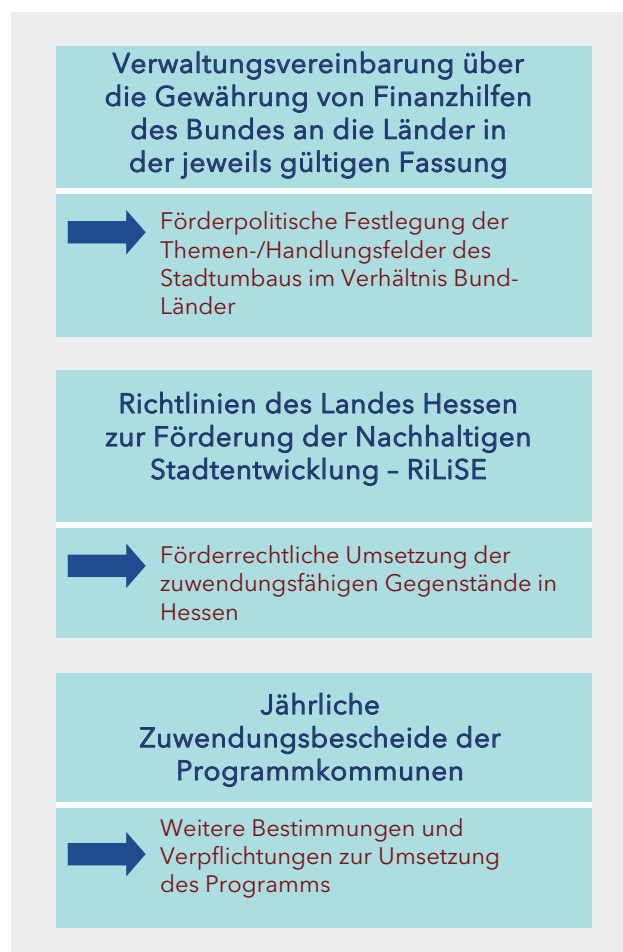 Verwaltungsvereinbarung über
die Gewährung von Finanzhilfen
des Bundes an die Länder in
der jeweils gültigen Fassung
Förderpolitische Festlegung der
Themen-/Handlungsfelder des
Stadtumbaus im Verhältnis Bund-
Länder
Richtlinien des Landes Hessen
zur Förderung der Nachhaltigen
Stadtentwicklung – RiLiSE
Förderrechtliche Umsetzung der
zuwendungsfähigen Gegenstände in
Hessen
Jährliche
Zuwendungsbescheide der
Programmkommunen
Weitere Bestimmungen und
Verpflichtungen zur Umsetzung
des Programms